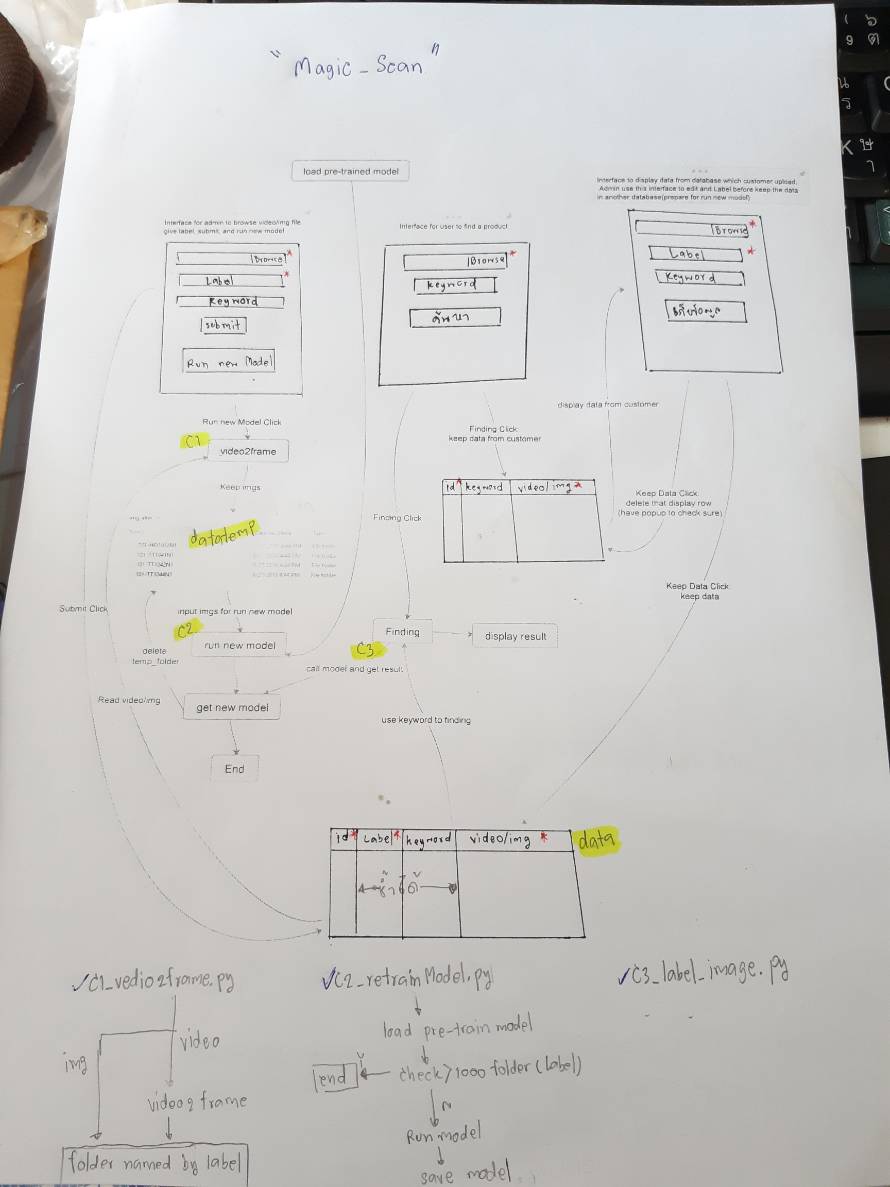 "Magic_Scan"
load pre-trained model
Interface to display data from database which customer upload.
Admin use this interface to edit and Label before keep the data
in another database(prepare for run new model)
Interface for admin to browse video/img file
give label, submit, and run new model
Interface for user to find a product
Browse*
Label*
Keyword
submit
Run new Model
Browse*
keyword
ค้นหา
Browse*
Label*
Keyword
display data from customer
Run new Model Click
C1
video2frame
Keep imgs
datatemp
Finding Click
keep data from customer
id* keyword video/img*
Finding Click
Keep Data Click
delete that display row
(have popup to check sure)
Keep Data Click
keep data
Submit Click
input imgs for run new model
C2
run new model
delete
temp_folder
Finding
C3
display result
call model and get result
Read video/img
get new model
use keyword to finding
End
id* Label* keyword video/img*
data
ซ้ำได้
✓C1_vedio2frame.py
img
video
video2frame
folder named by label
✓C2_retrainModel.py
load pre-train model
end
Y
check>1000 folder (Label)
N
Run model
save model
✓C3_label_image.py